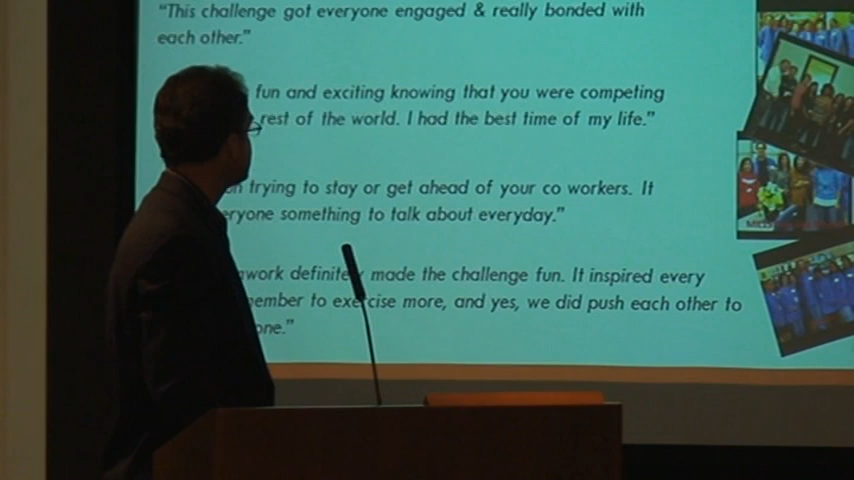 "This challenge got everyone engaged & really bonded with
each other."
fun and exciting knowing that you were competing
rest of the world. I had the best time of my life."
trying to stay or get ahead of your co workers. It
eryone something to talk about everyday."
work definitely made the challenge fun. It inspired every
ember to exercise more, and yes, we did push each other to
one."